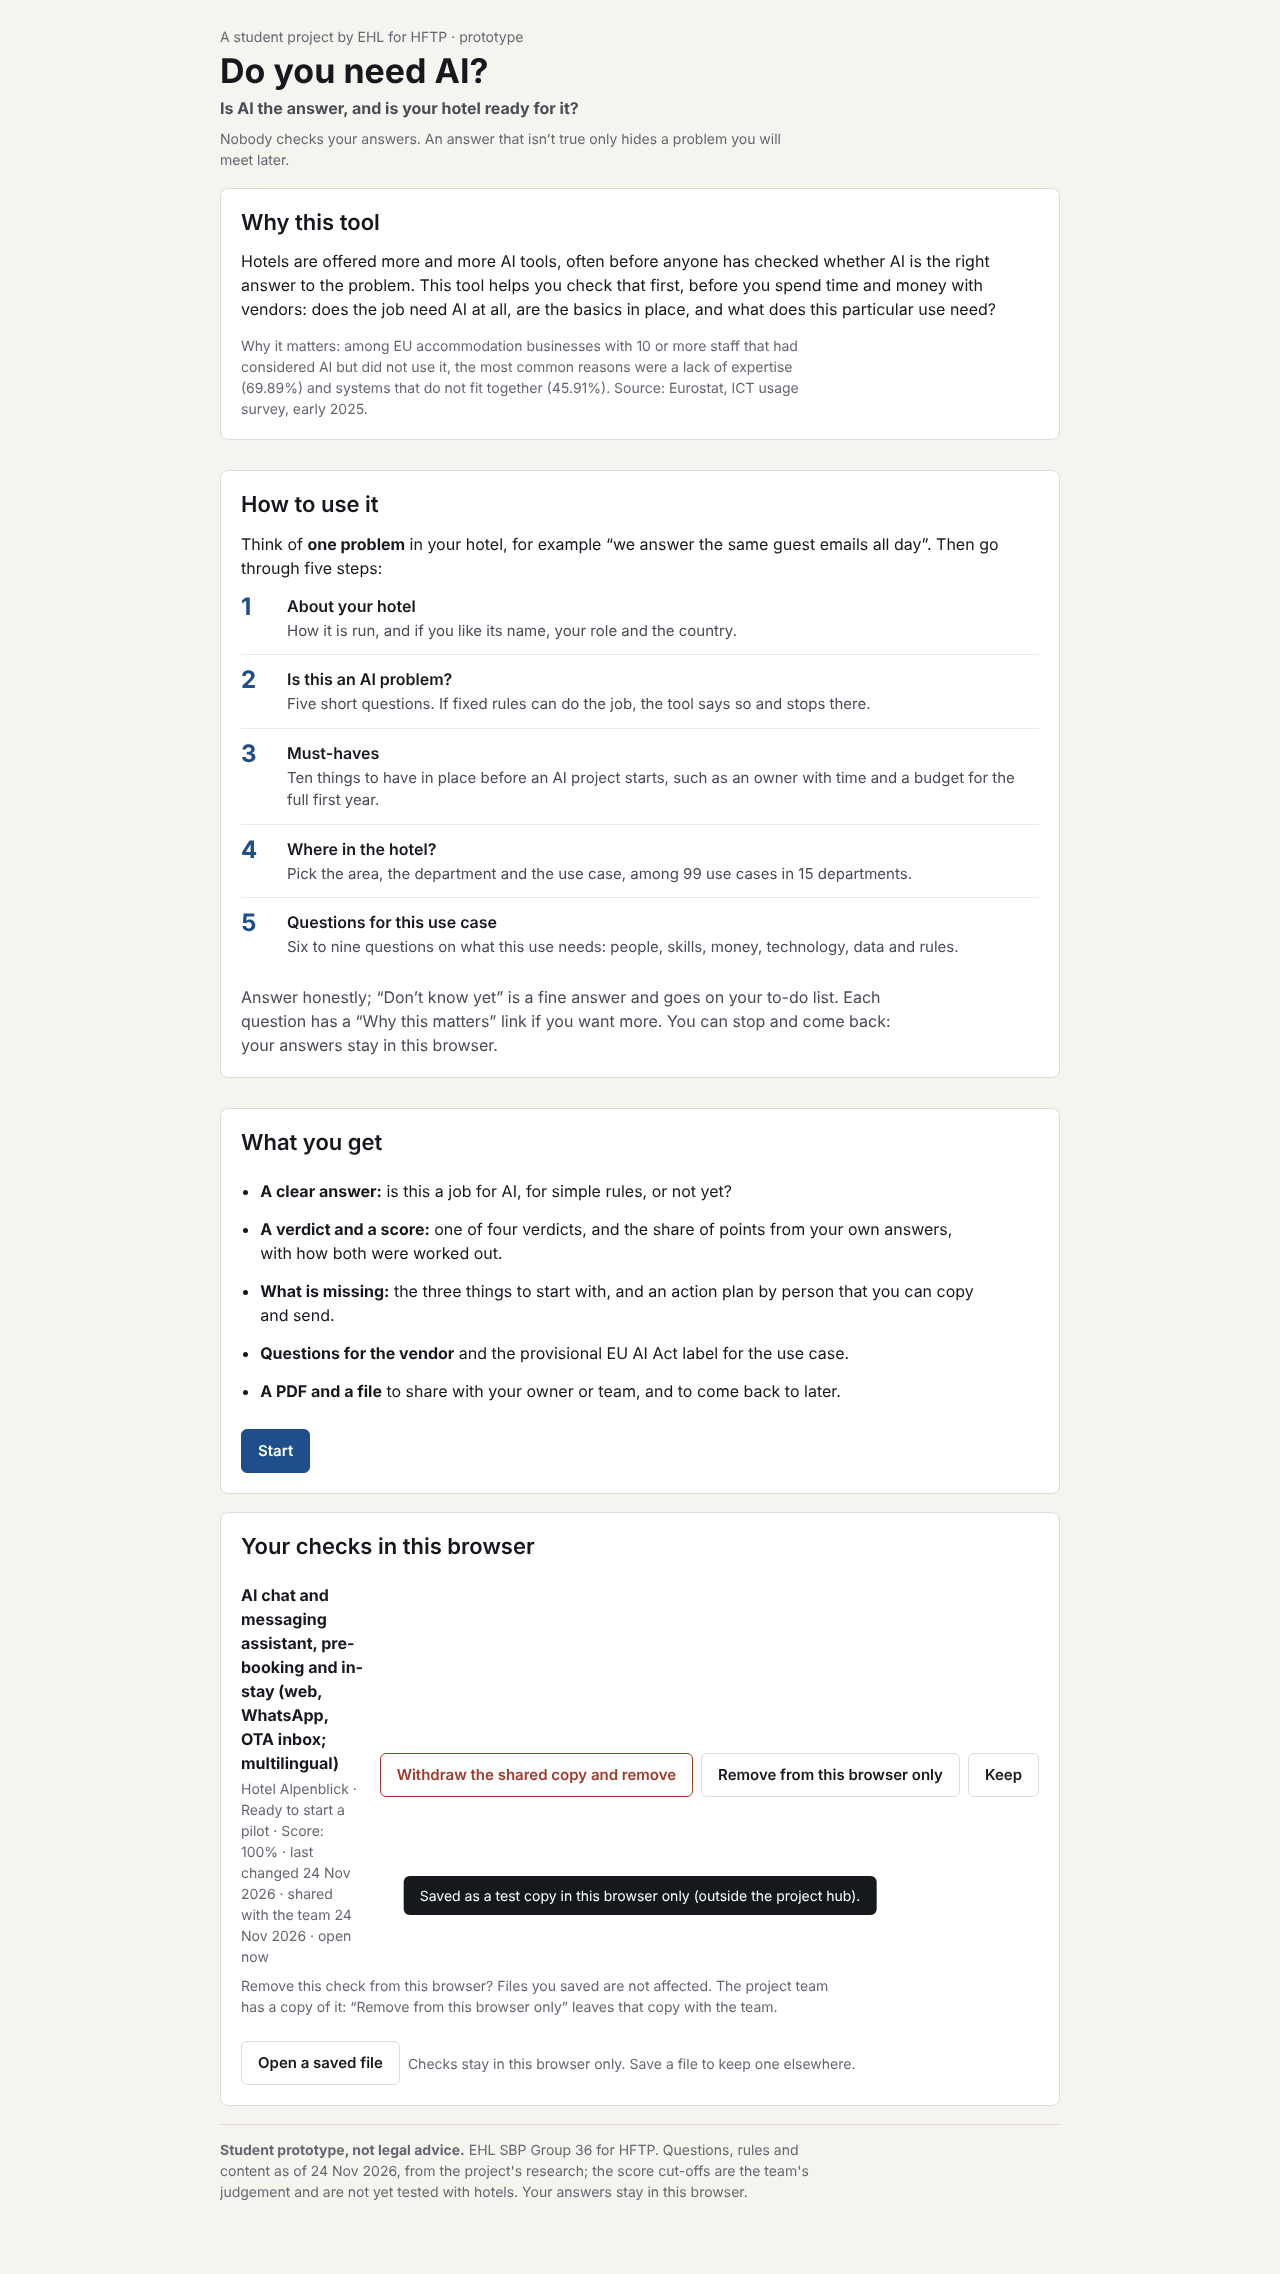 A student project by EHL for HFTP · prototype
Do you need AI?
Is AI the answer, and is your hotel ready for it?
Nobody checks your answers. An answer that isn’t true only hides a problem you will
meet later.
Why this tool
Hotels are offered more and more AI tools, often before anyone has checked whether AI is the right
answer to the problem. This tool helps you check that first, before you spend time and money with
vendors: does the job need AI at all, are the basics in place, and what does this particular use need?
Why it matters: among EU accommodation businesses with 10 or more staff that had
considered AI but did not use it, the most common reasons were a lack of expertise
(69.89%) and systems that do not fit together (45.91%). Source: Eurostat, ICT usage
survey, early 2025.
How to use it
Think of one problem in your hotel, for example “we answer the same guest emails all day”. Then go
through five steps:
1
About your hotel
How it is run, and if you like its name, your role and the country.
2
Is this an AI problem?
Five short questions. If fixed rules can do the job, the tool says so and stops there.
3
Must-haves
Ten things to have in place before an AI project starts, such as an owner with time and a budget for the
full first year.
4
Where in the hotel?
Pick the area, the department and the use case, among 99 use cases in 15 departments.
5
Questions for this use case
Six to nine questions on what this use needs: people, skills, money, technology, data and rules.
Answer honestly; “Don’t know yet” is a fine answer and goes on your to-do list. Each
question has a “Why this matters” link if you want more. You can stop and come back:
your answers stay in this browser.
What you get
• A clear answer: is this a job for AI, for simple rules, or not yet?
• A verdict and a score: one of four verdicts, and the share of points from your own answers,
with how both were worked out.
• What is missing: the three things to start with, and an action plan by person that you can copy
and send.
• Questions for the vendor and the provisional EU AI Act label for the use case.
• A PDF and a file to share with your owner or team, and to come back to later.
Start
Your checks in this browser
AI chat and
messaging
assistant, pre-
booking and in-
stay (web,
WhatsApp,
OTA inbox;
multilingual)
Hotel Alpenblick ·
Ready to start a
pilot · Score:
100% · last
changed 24 Nov
2026 · shared
with the team 24
Nov 2026 · open
now
Withdraw the shared copy and remove
Remove from this browser only
Keep
Saved as a test copy in this browser only (outside the project hub).
Remove this check from this browser? Files you saved are not affected. The project team
has a copy of it: “Remove from this browser only” leaves that copy with the team.
Open a saved file
Checks stay in this browser only. Save a file to keep one elsewhere.
Student prototype, not legal advice. EHL SBP Group 36 for HFTP. Questions, rules and
content as of 24 Nov 2026, from the project's research; the score cut-offs are the team's
judgement and are not yet tested with hotels. Your answers stay in this browser.